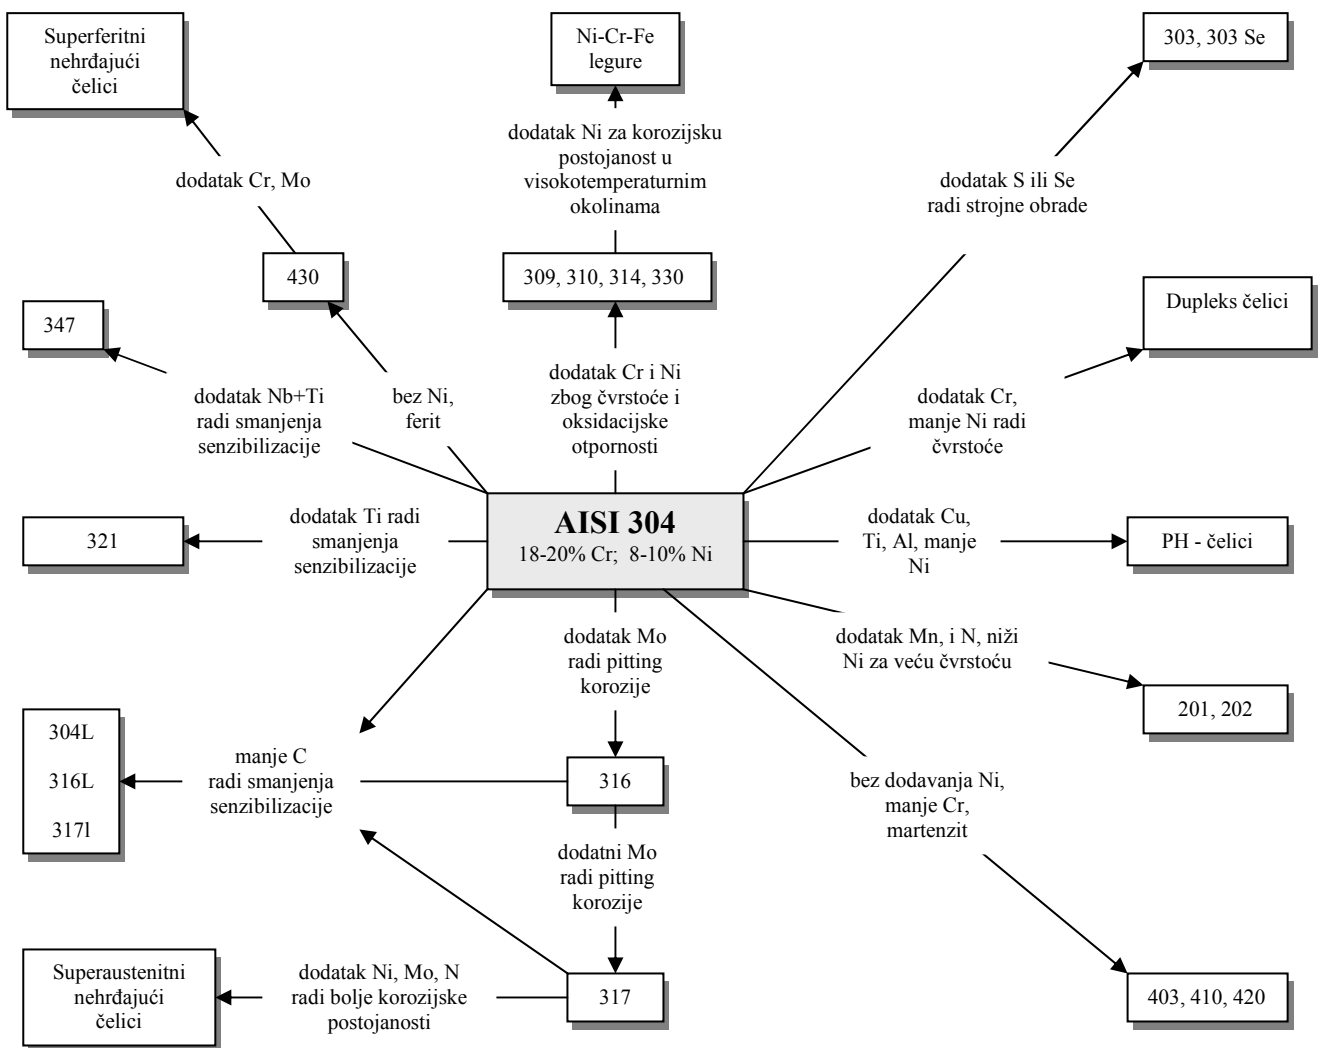 Superferitni
nehrđajući
čelici
Ni-Cr-Fe
legure
303, 303 Se
dodatak Ni za korozijsku
postojanost u
visokotemperaturnim
okolinama
dodatak Cr, Mo
dodatak S ili Se
radi strojne obrade
430
309, 310, 314, 330
Dupleks čelici
347
dodatak Nb+Ti
radi smanjenja
senzibilizacije
bez Ni,
ferit
dodatak Cr i Ni
zbog čvrstoće i
oksidacijske
otpornosti
dodatak Cr,
manje Ni radi
čvrstoće
321
dodatak Ti radi
smanjenja
senzibilizacije
AISI 304
18-20% Cr;  8-10% Ni
dodatak Cu,
Ti, Al, manje
Ni
PH - čelici
dodatak Mo
radi pitting
korozije
dodatak Mn, i N, niži
Ni za veću čvrstoću
201, 202
304L
316L
317l
manje C
radi smanjenja
senzibilizacije
316
bez dodavanja Ni,
manje Cr,
martenzit
dodatni Mo
radi pitting
korozije
Superaustenitni
nehrđajući
čelici
dodatak Ni, Mo, N
radi bolje korozijske
postojanosti
317
403, 410, 420